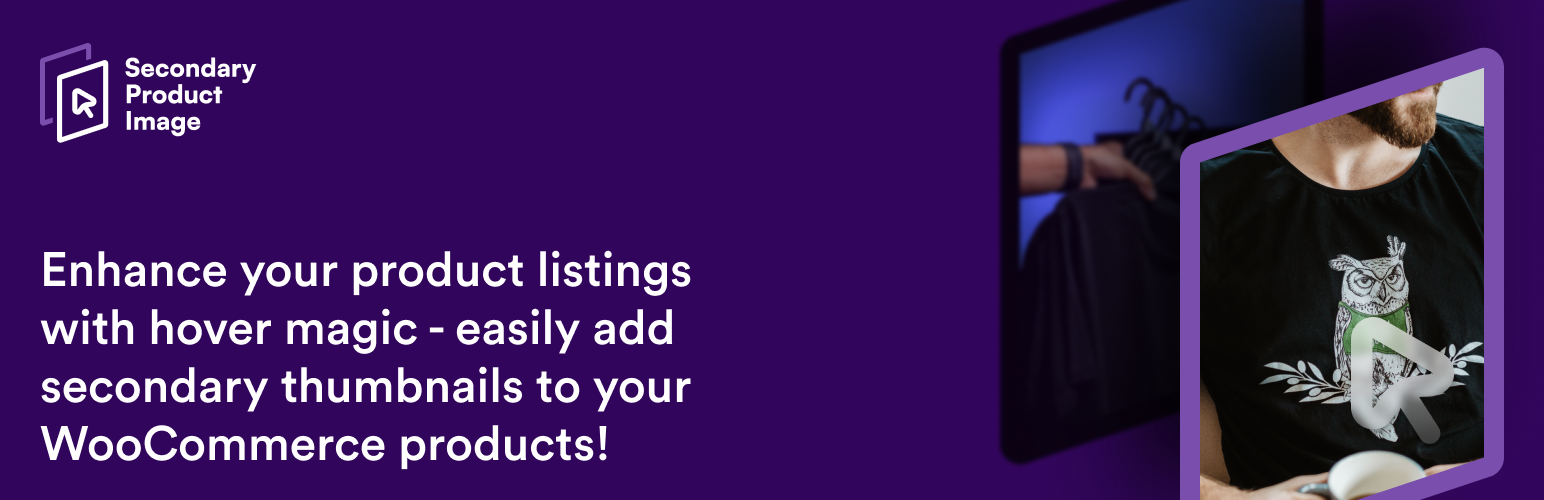 Secondary
Product
Image
Enhance your product listings
with hover magic - easily add
secondary thumbnails to your
WooCommerce products!